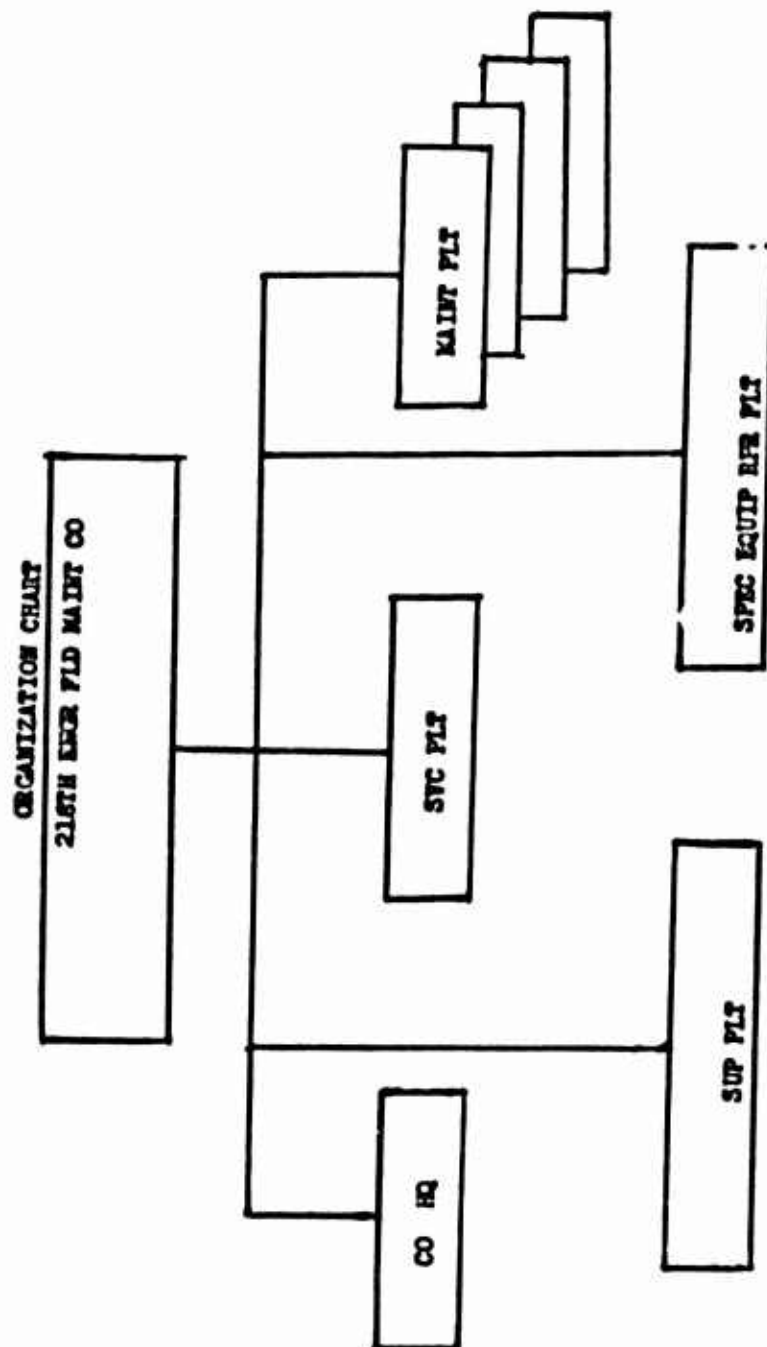 ORGANIZATION CHART
218TH ENGR FLD MAINT CO
CO HQ
SVC PLT
MAINT PLT
SUP PLT
SPEC EQUIP RPR PLT